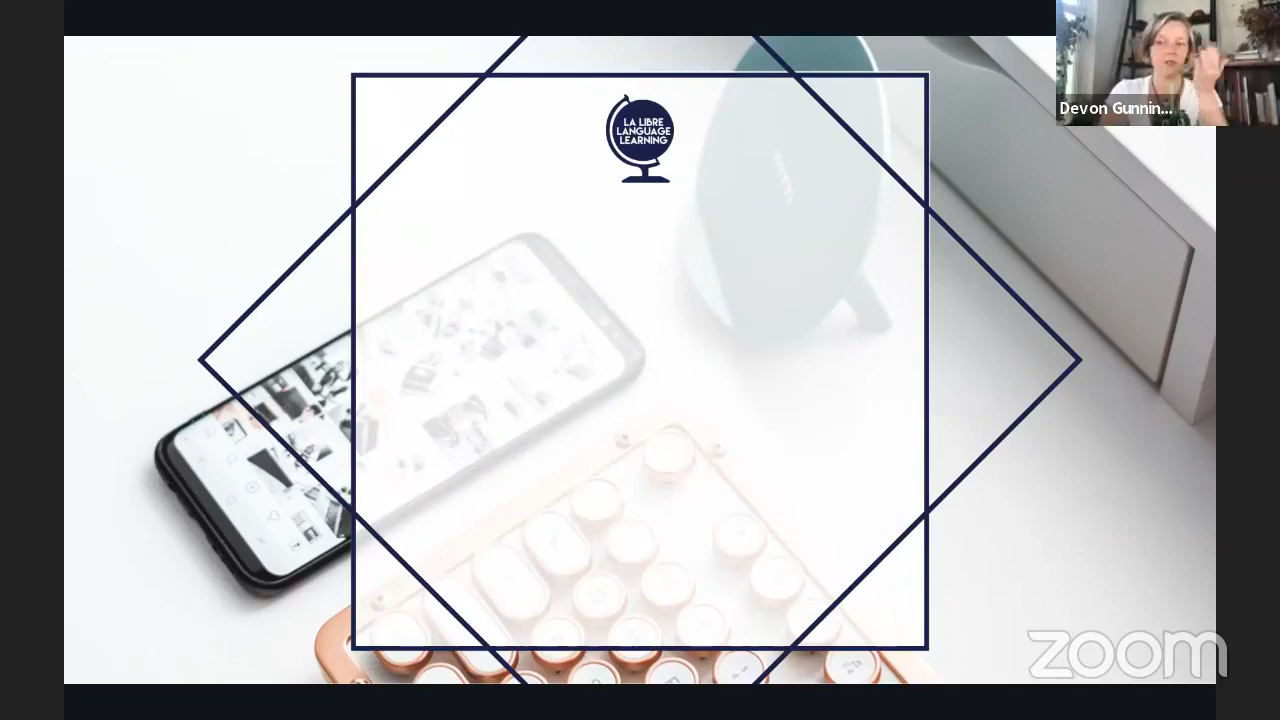 LA LIBRE
LANGUAGE
LEARNING
Devon Gunnin...
zoom